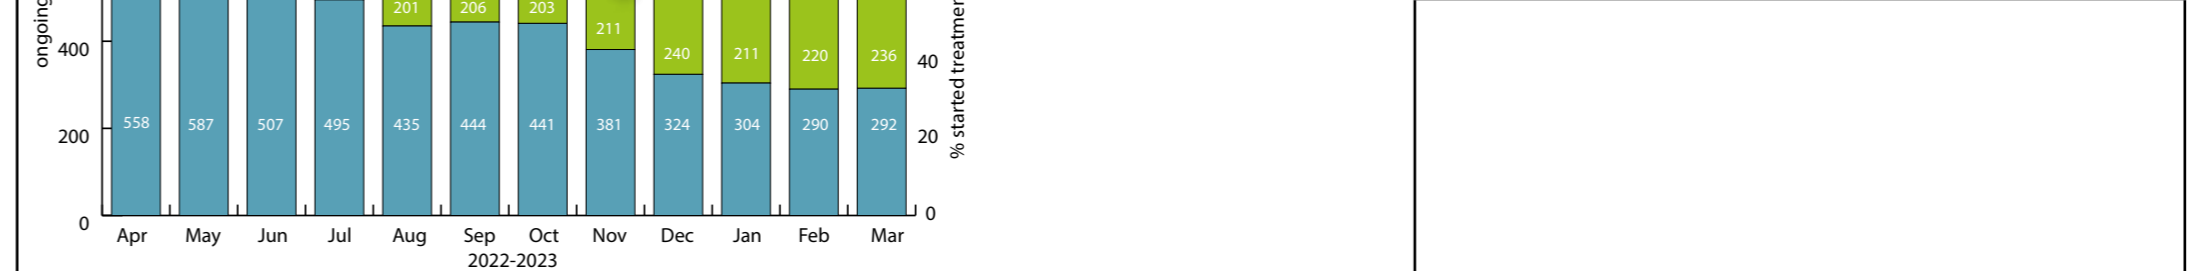 ongoing
201 206 203
211
400
240 211 220 236
40
% started treatmen
558 587 507 495 435 444 441 381 324 304 290 292
200
20
0
0
Apr May Jun Jul Aug Sep Oct Nov Dec Jan Feb Mar
2022-2023